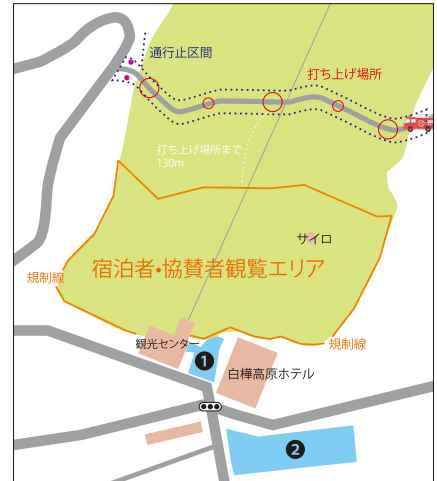 通行止区間
打ち上げ場所
打ち上げ場所まで
130m
サイロ
宿泊者・協賛者観覧エリア
規制線
観光センター
規制線
1
白樺高原ホテル
2